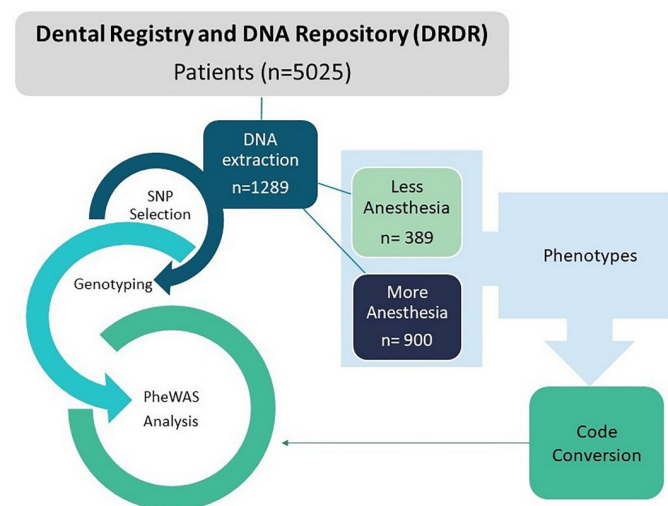 Dental Registry and DNA Repository (DRDR)
Patients (n=5025)
DNA
extraction
n=1289
SNP
Selection
Less
Anesthesia
n= 389
Genotyping
More
Anesthesia
n= 900
Phenotypes
PheWAS
Analysis
Code
Conversion